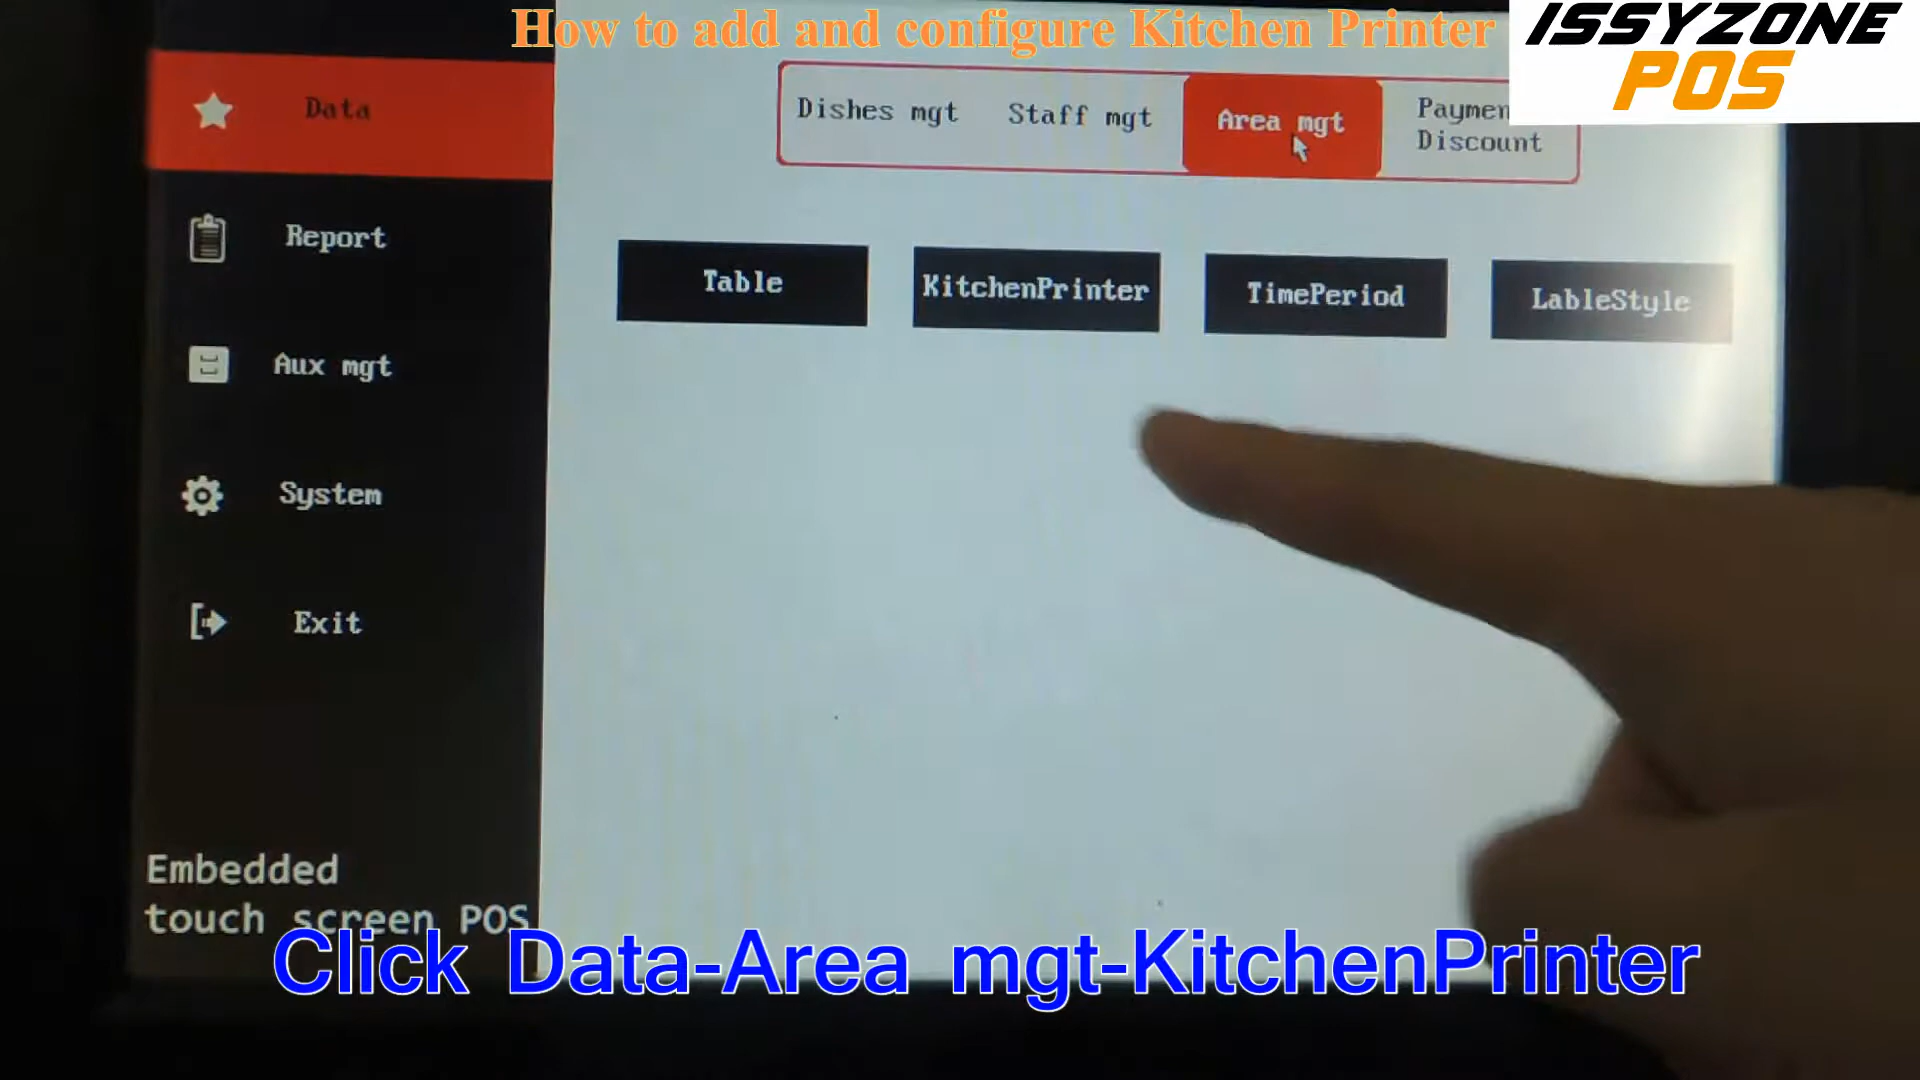 How to add and configure Kitchen Printer
ISSYZONE
POS
Data
Dishes mgt
Staff mgt
Area mgt
Discount
Report
Table
KitchenPrinter
TimePeriod
LableStyle
Aux mgt
System
Exit
Embedded
touch screen POS
Click Data-Area mgt-KitchenPrinter